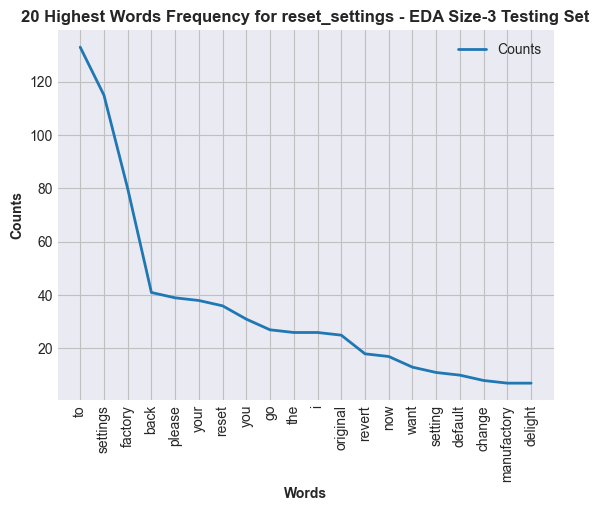 20 Highest Words Frequency for reset_settings - EDA Size-3 Testing Set
Counts
120
100
80
60
40
20
Counts
to
settings
factory
back
please
your
reset
you
go
the
i
original
revert
now
want
setting
default
change
manufactory
delight
Words